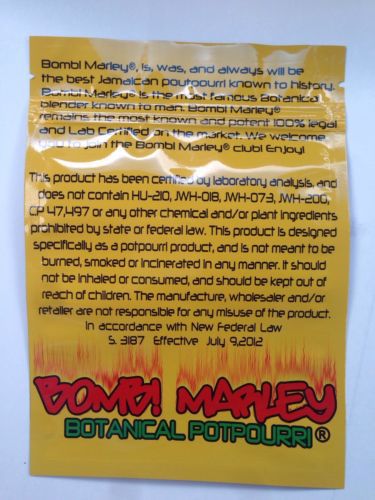 Bomb! Marley®, is, was, and always will be
the best Jamaican poutpourri known to history.
Bomb! Marley® is the most famous Botanical
blender known to man. Bomb! Marley®
remains the most known and potent 100% legal
and Lab Certified on the market. We welcome
you to join the Bomb! Marley® club! Enjoy!
This product has been certified by laboratory analysis, and
does not contain HU-210, JWH-018, JWH-073, JWH-200,
CP 47,497 or any other chemical and/or plant ingredients
prohibited by state or federal law. This product is designed
specifically as a potpourri product, and is not meant to be
burned, smoked or incinerated in any manner. It should
not be inhaled or consumed, and should be kept out of
reach of children. The manufacture, wholesaler and/or
retailer are not responsible for any misuse of the product.
In accordance with New Federal Law
S. 3187 Effective July 9,2012
BOMB! MARLEY
BOTANICAL POTPOURRI®